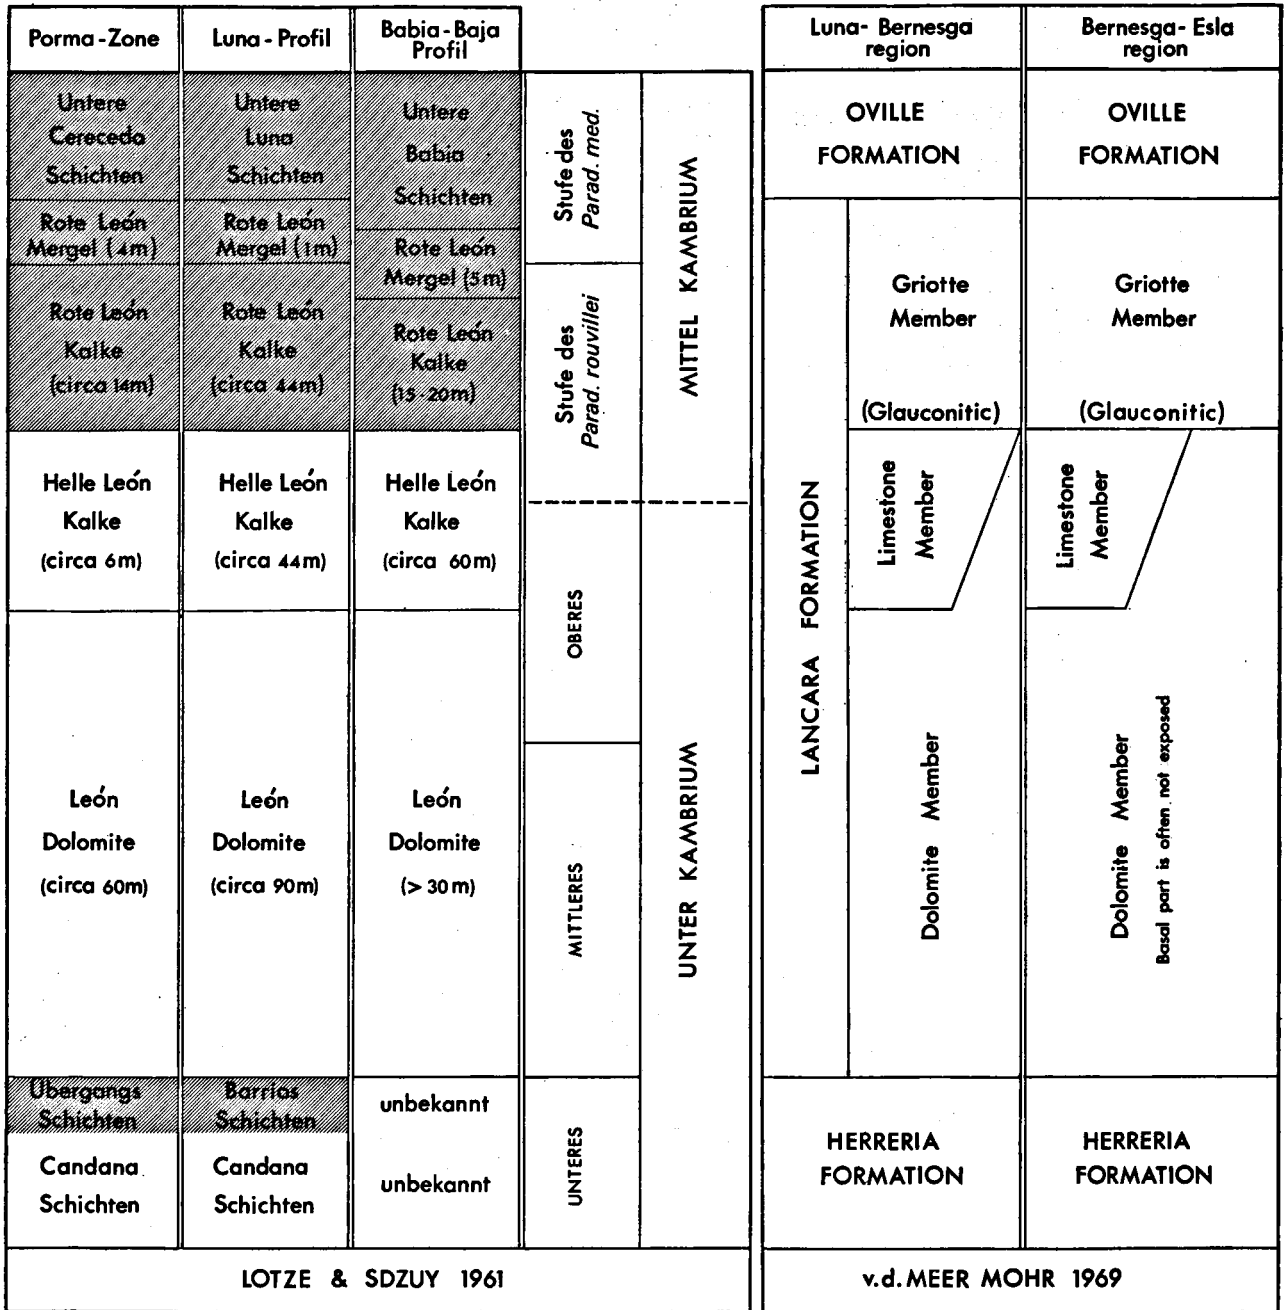 Porma-Zone
Luna-Profil
Babia-Baja
Profil
Untere
Cereceda
Schichten
Rote León
Mergel (4m)
Rote León
Kalke
(circa 14m)
Helle León
Kalke
(circa 6m)
León
Dolomite
(circa 60m)
Übergangs
Schichten
Candana
Schichten
Untere
Luna
Schichten
Rote León
Mergel (1m)
Rote León
Kalke
(circa 44m)
Helle León
Kalke
(circa 44m)
León
Dolomite
(circa 90m)
Barrios
Schichten
Candana
Schichten
Untere
Babia
Schichten
Rote León
Mergel (5m)
Rote León
Kalke
(15-20m)
Helle León
Kalke
(circa 60m)
León
Dolomite
(> 30m)
unbekannt
unbekannt
Stufe des
Parad. med.
Stufe des
Parad. rouvillei
OBERES
MITTLERES
UNTERES
MITTEL KAMBRIUM
UNTER KAMBRIUM
LOTZE & SDZUY 1961
Luna-Bernesga
region
Bernesga-Esla
region
OVILLE
FORMATION
OVILLE
FORMATION
LANCARA FORMATION
Griotte
Member
(Glauconitic)
Limestone
Member
Dolomite Member
HERRERIA
FORMATION
Griotte
Member
(Glauconitic)
Limestone
Member
Dolomite Member
Basal part is often not exposed
HERRERIA
FORMATION
v.d. MEER MOHR 1969